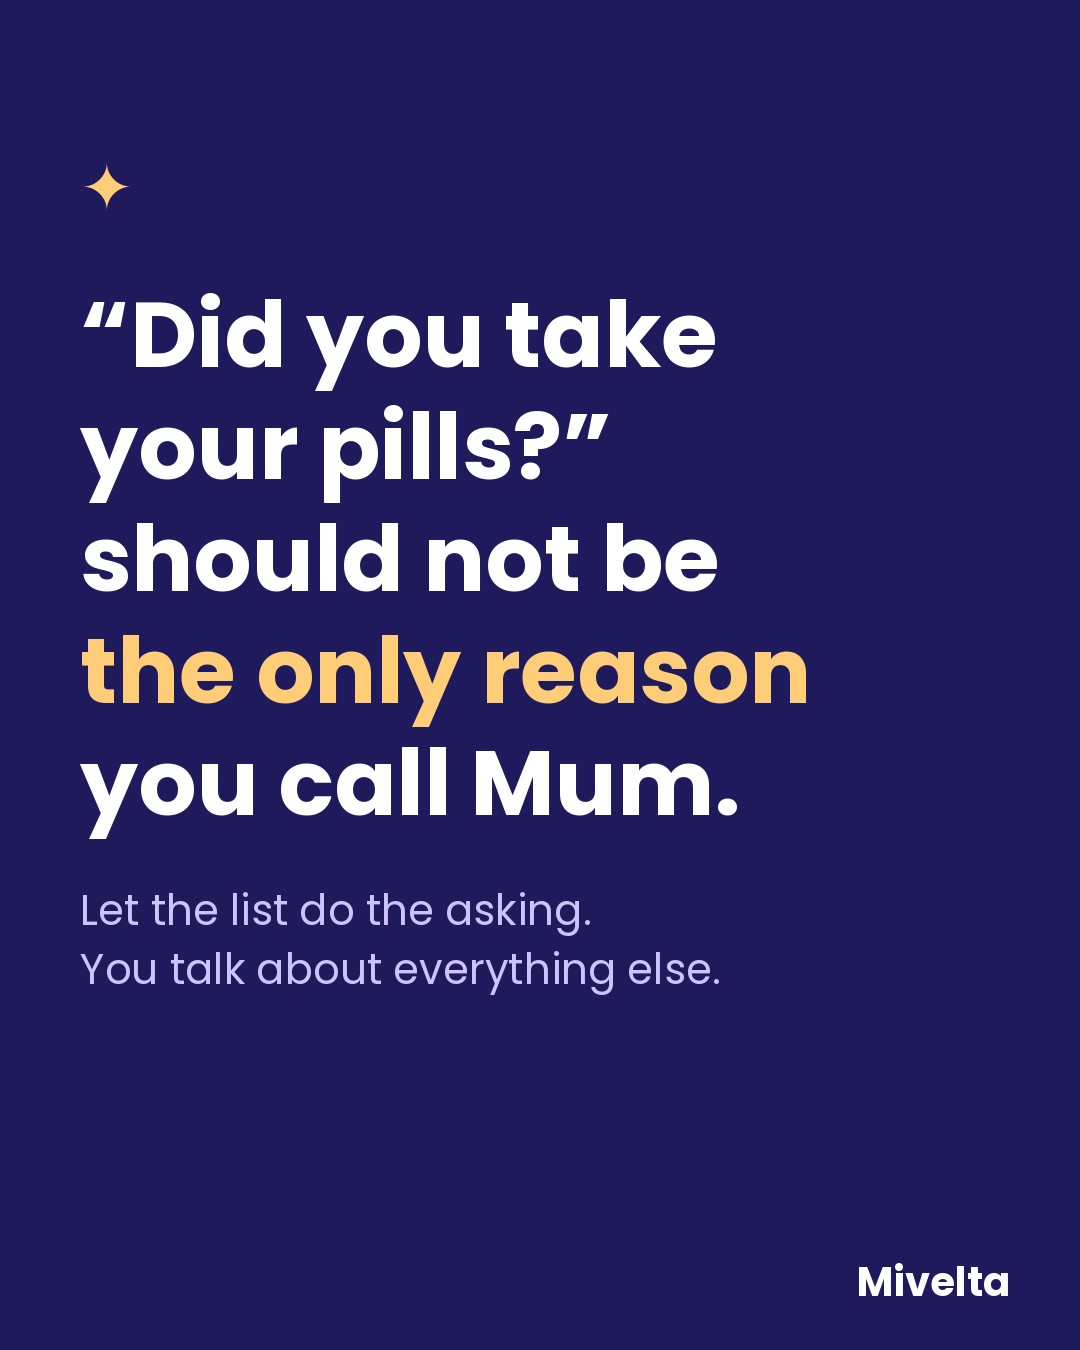 “Did you take
your pills?”
should not be
the only reason
you call Mum.
Let the list do the asking.
You talk about everything else.
Mivelta